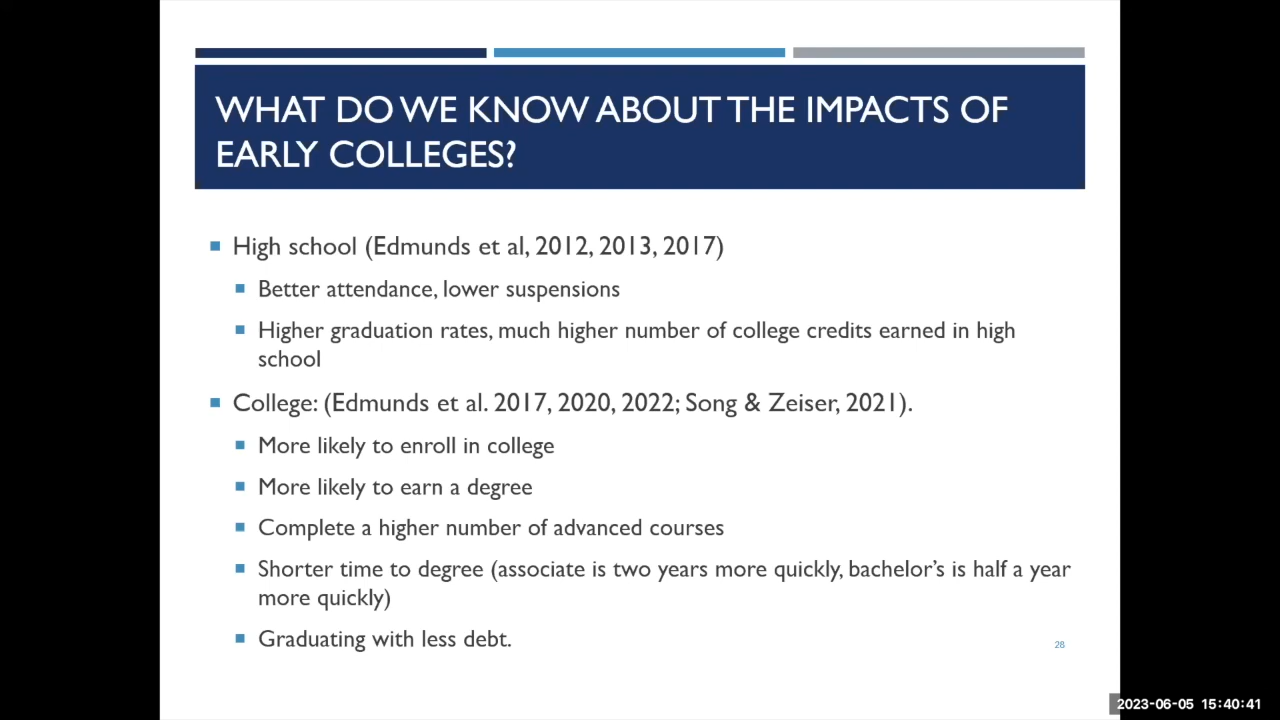 WHAT DO WE KNOW ABOUT THE IMPACTS OF
EARLY COLLEGES?
High school (Edmunds et al, 2012, 2013, 2017)
Better attendance, lower suspensions
Higher graduation rates, much higher number of college credits earned in high
school
College: (Edmunds et al. 2017, 2020, 2022; Song & Zeiser, 2021).
More likely to enroll in college
More likely to earn a degree
Complete a higher number of advanced courses
Shorter time to degree (associate is two years more quickly, bachelor’s is half a year
more quickly)
Graduating with less debt.
28
2023-06-05 15:40:41